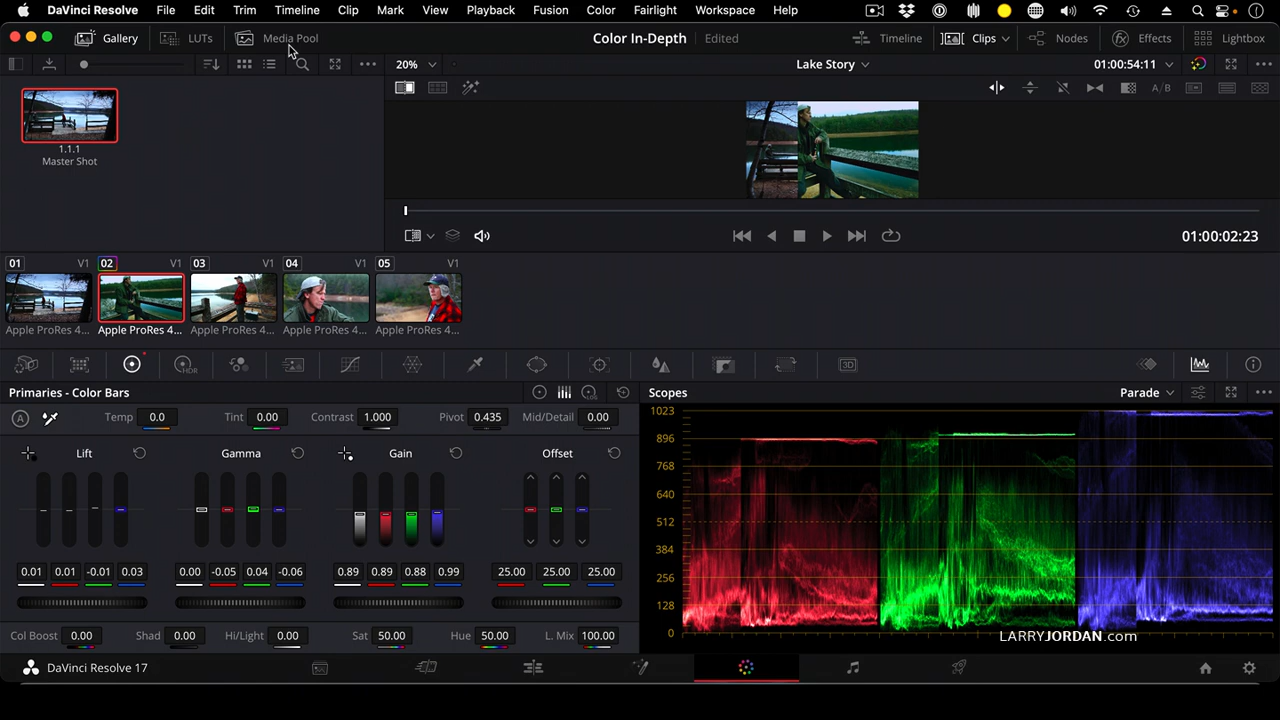 DaVinci Resolve File Edit Trim Timeline Clip Mark View Playback Fusion Color Fairlight Workspace Help
Gallery LUTs Media Pool Color In-Depth Edited Timeline Clips Nodes Effects Lightbox
20% Lake Story 01:00:54:11
A/B
1.1.1
Master Shot
01:00:02:23
01 V1 02 V1 03 V1 04 V1 05 V1
Apple ProRes 4... Apple ProRes 4... Apple ProRes 4... Apple ProRes 4... Apple ProRes 4...
HDR 3D
Primaries - Color Bars LOG Scopes Parade
A Temp 0.0 Tint 0.00 Contrast 1.000 Pivot 0.435 Mid/Detail 0.00
Lift Gamma Gain Offset
1023
896
768
640
512
384
256
128
0
0.01 0.01 -0.01 0.03 0.00 -0.05 0.04 -0.06 0.89 0.89 0.88 0.99 25.00 25.00 25.00
Col Boost 0.00 Shad 0.00 Hi/Light 0.00 Sat 50.00 Hue 50.00 L. Mix 100.00
LARRYJORDAN.com
DaVinci Resolve 17